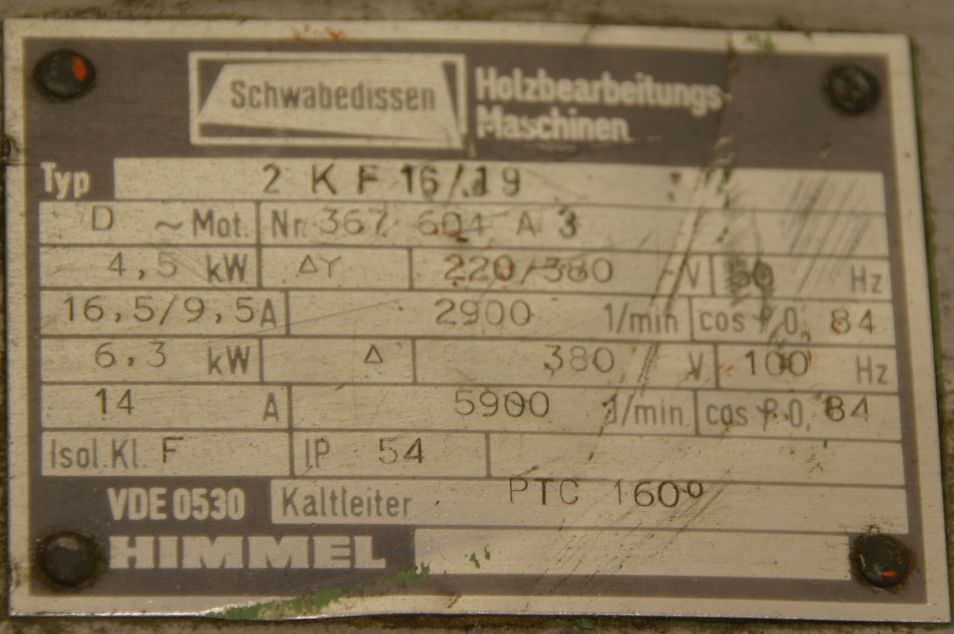 Schwabedissen Holzbearbeitungs-
Maschinen
Typ 2 K F 16/19
D ~ Mot. Nr. 367 604 A 3
4,5 kW ΔY 220/380 V 50 Hz
16,5/9,5 A 2900 1/min cos φ 0, 84
6,3 kW Δ 380 V 100 Hz
14 A 5900 1/min cos φ 0, 84
Isol.Kl. F IP 54
VDE 0530 Kaltleiter PTC 160°
HIMMEL